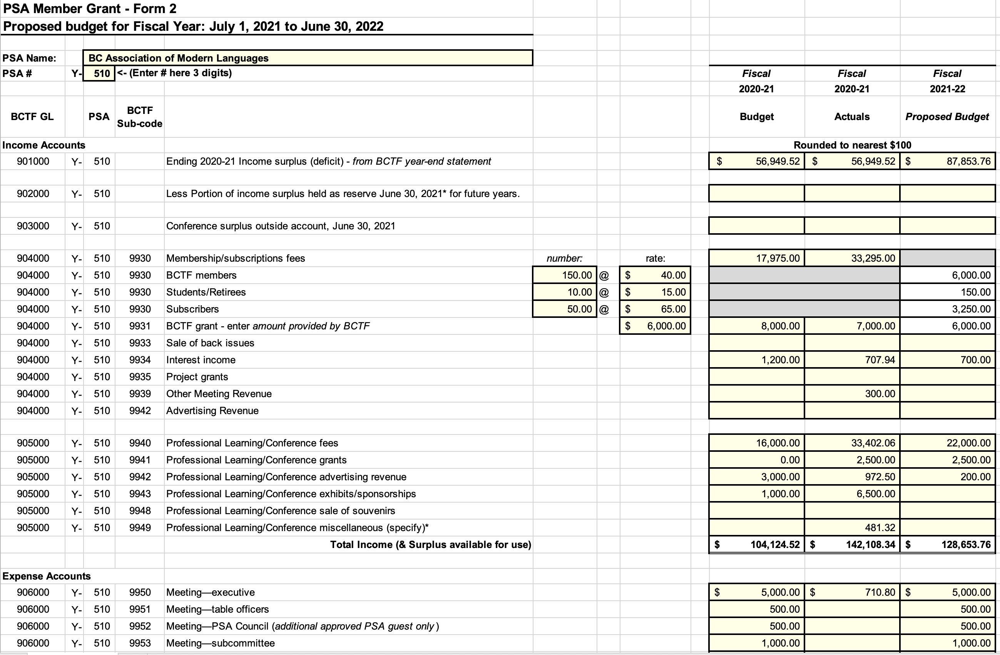 PSA Member Grant - Form 2
Proposed budget for Fiscal Year: July 1, 2021 to June 30, 2022
PSA Name: BC Association of Modern Languages
PSA # Y- 510 <- (Enter # here 3 digits) Fiscal Fiscal Fiscal
2020-21 2020-21 2021-22
BCTF GL PSA BCTF Sub-code Budget Actuals Proposed Budget
Income Accounts Rounded to nearest $100
901000 Y- 510 Ending 2020-21 Income surplus (deficit) - from BCTF year-end statement $ 56,949.52 $ 56,949.52 $ 87,853.76
902000 Y- 510 Less Portion of income surplus held as reserve June 30, 2021* for future years.
903000 Y- 510 Conference surplus outside account, June 30, 2021
904000 Y- 510 9930 Membership/subscriptions fees number: rate: 17,975.00 33,295.00
904000 Y- 510 9930 BCTF members 150.00 @ $ 40.00 6,000.00
904000 Y- 510 9930 Students/Retirees 10.00 @ $ 15.00 150.00
904000 Y- 510 9930 Subscribers 50.00 @ $ 65.00 3,250.00
904000 Y- 510 9931 BCTF grant - enter amount provided by BCTF $ 6,000.00 8,000.00 7,000.00 6,000.00
904000 Y- 510 9933 Sale of back issues
904000 Y- 510 9934 Interest income 1,200.00 707.94 700.00
904000 Y- 510 9935 Project grants
904000 Y- 510 9939 Other Meeting Revenue 300.00
904000 Y- 510 9942 Advertising Revenue
905000 Y- 510 9940 Professional Learning/Conference fees 16,000.00 33,402.06 22,000.00
905000 Y- 510 9941 Professional Learning/Conference grants 0.00 2,500.00 2,500.00
905000 Y- 510 9942 Professional Learning/Conference advertising revenue 3,000.00 972.50 200.00
905000 Y- 510 9943 Professional Learning/Conference exhibits/sponsorships 1,000.00 6,500.00
905000 Y- 510 9948 Professional Learning/Conference sale of souvenirs
905000 Y- 510 9949 Professional Learning/Conference miscellaneous (specify)* 481.32
Total Income (& Surplus available for use) $ 104,124.52 $ 142,108.34 $ 128,653.76
Expense Accounts
906000 Y- 510 9950 Meeting—executive $ 5,000.00 $ 710.80 $ 5,000.00
906000 Y- 510 9951 Meeting—table officers 500.00 500.00
906000 Y- 510 9952 Meeting—PSA Council (additional approved PSA guest only) 500.00 500.00
906000 Y- 510 9953 Meeting—subcommittee 1,000.00 1,000.00